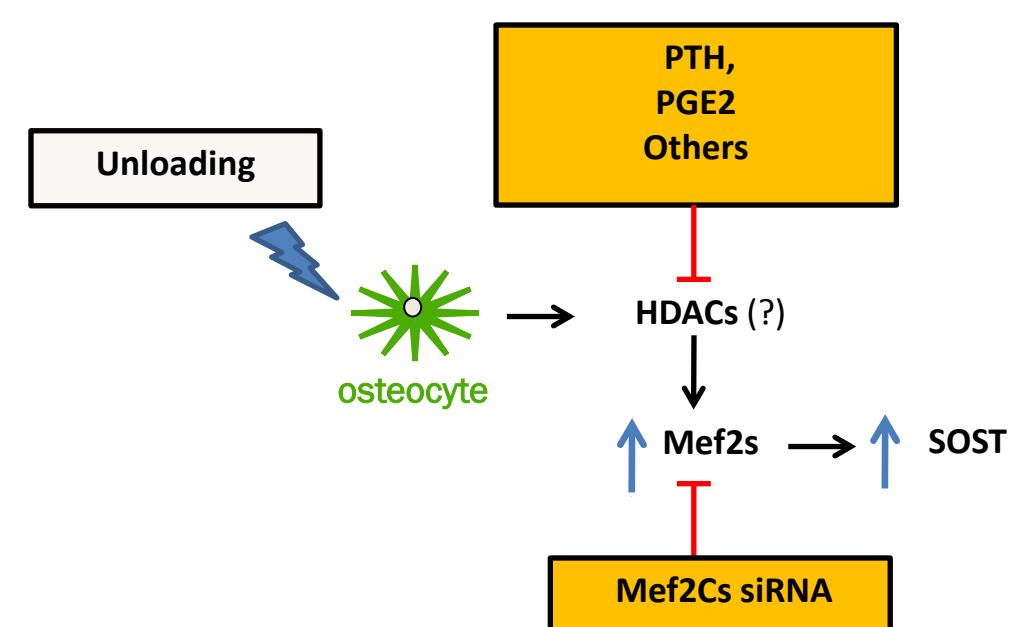 PTH,
PGE2
Others
Unloading
HDACs (?)
osteocyte
Mef2s
SOST
Mef2Cs siRNA